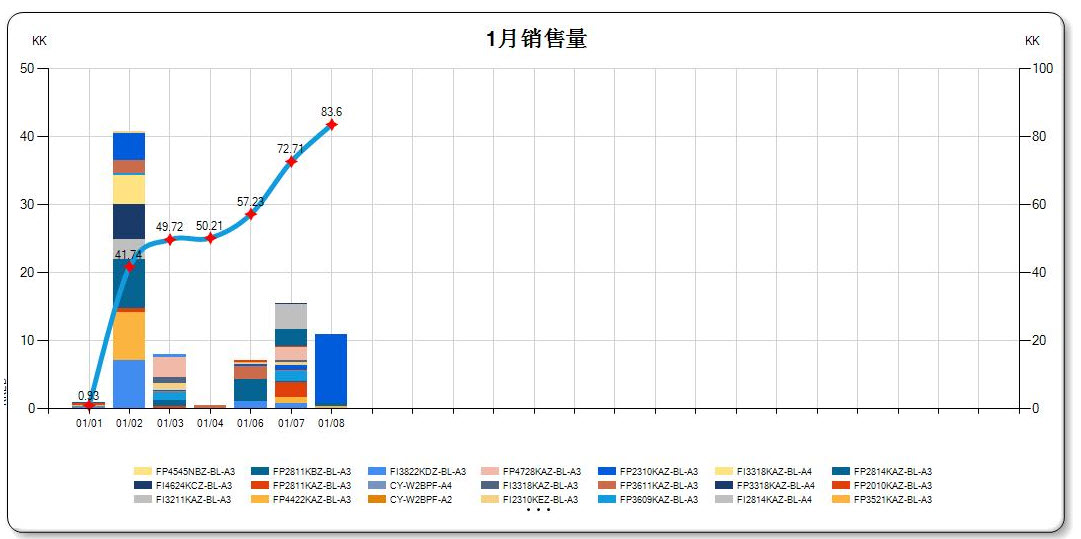 1月销售量
KK
KK
50
40
30
20
10
0
100
80
60
40
20
0
0.93
41.74
49.72
50.21
57.23
72.71
83.6
01/01 01/02 01/03 01/04 01/06 01/07 01/08
FP4545NBZ-BL-A3 FP2811KBZ-BL-A3 FI3822KDZ-BL-A3 FP4728KAZ-BL-A3 FP2310KAZ-BL-A3 FI3318KAZ-BL-A4 FP2814KAZ-BL-A3
FI4624KCZ-BL-A3 FP2811KAZ-BL-A3 CY-W2BPF-A4 FI3318KAZ-BL-A3 FP3611KAZ-BL-A3 FP3318KAZ-BL-A4 FP2010KAZ-BL-A3
FI3211KAZ-BL-A3 FP4422KAZ-BL-A3 CY-W2BPF-A2 FI2310KEZ-BL-A3 FP3609KAZ-BL-A3 FI2814KAZ-BL-A4 FP3521KAZ-BL-A3
...